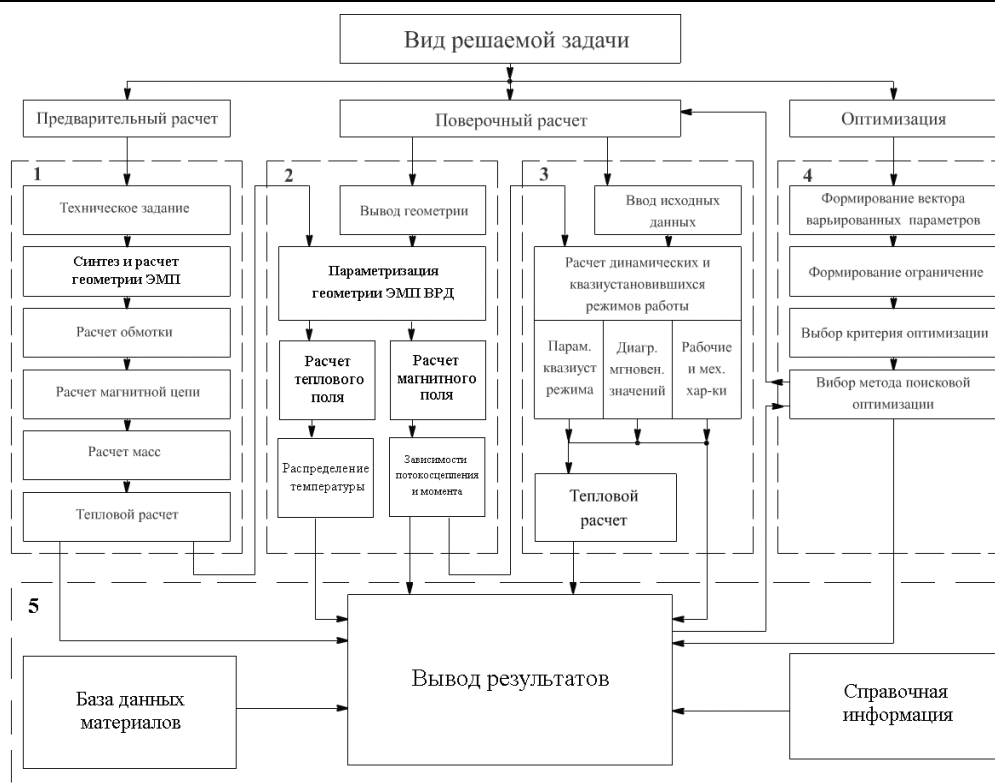 Вид решаемой задачи
Предварительный расчет
Поверочный расчет
Оптимизация
1
Техническое задание
Синтез и расчет
геометрии ЭМП
Расчет обмотки
Расчет магнитной цепи
Расчет масс
Тепловой расчет
2
Вывод геометрии
Параметризация
геометрии ЭМП ВРД
Расчет
теплового
поля
Расчет
магнитного
поля
Распределение
температуры
Зависимости
потокосцепления
и момента
3
Ввод исходных
данных
Расчет динамических и
квазиустановившихся
режимов работы
Парам.
квазиуст
режима
Диагр.
мгновен.
значений
Рабочие
и мех.
хар-ки
Тепловой
расчет
4
Формирование вектора
варьированных параметров
Формирование ограничение
Выбор критерия оптимизации
Вибор метода поисковой
оптимизации
5
База данных
материалов
Вывод результатов
Справочная
информация